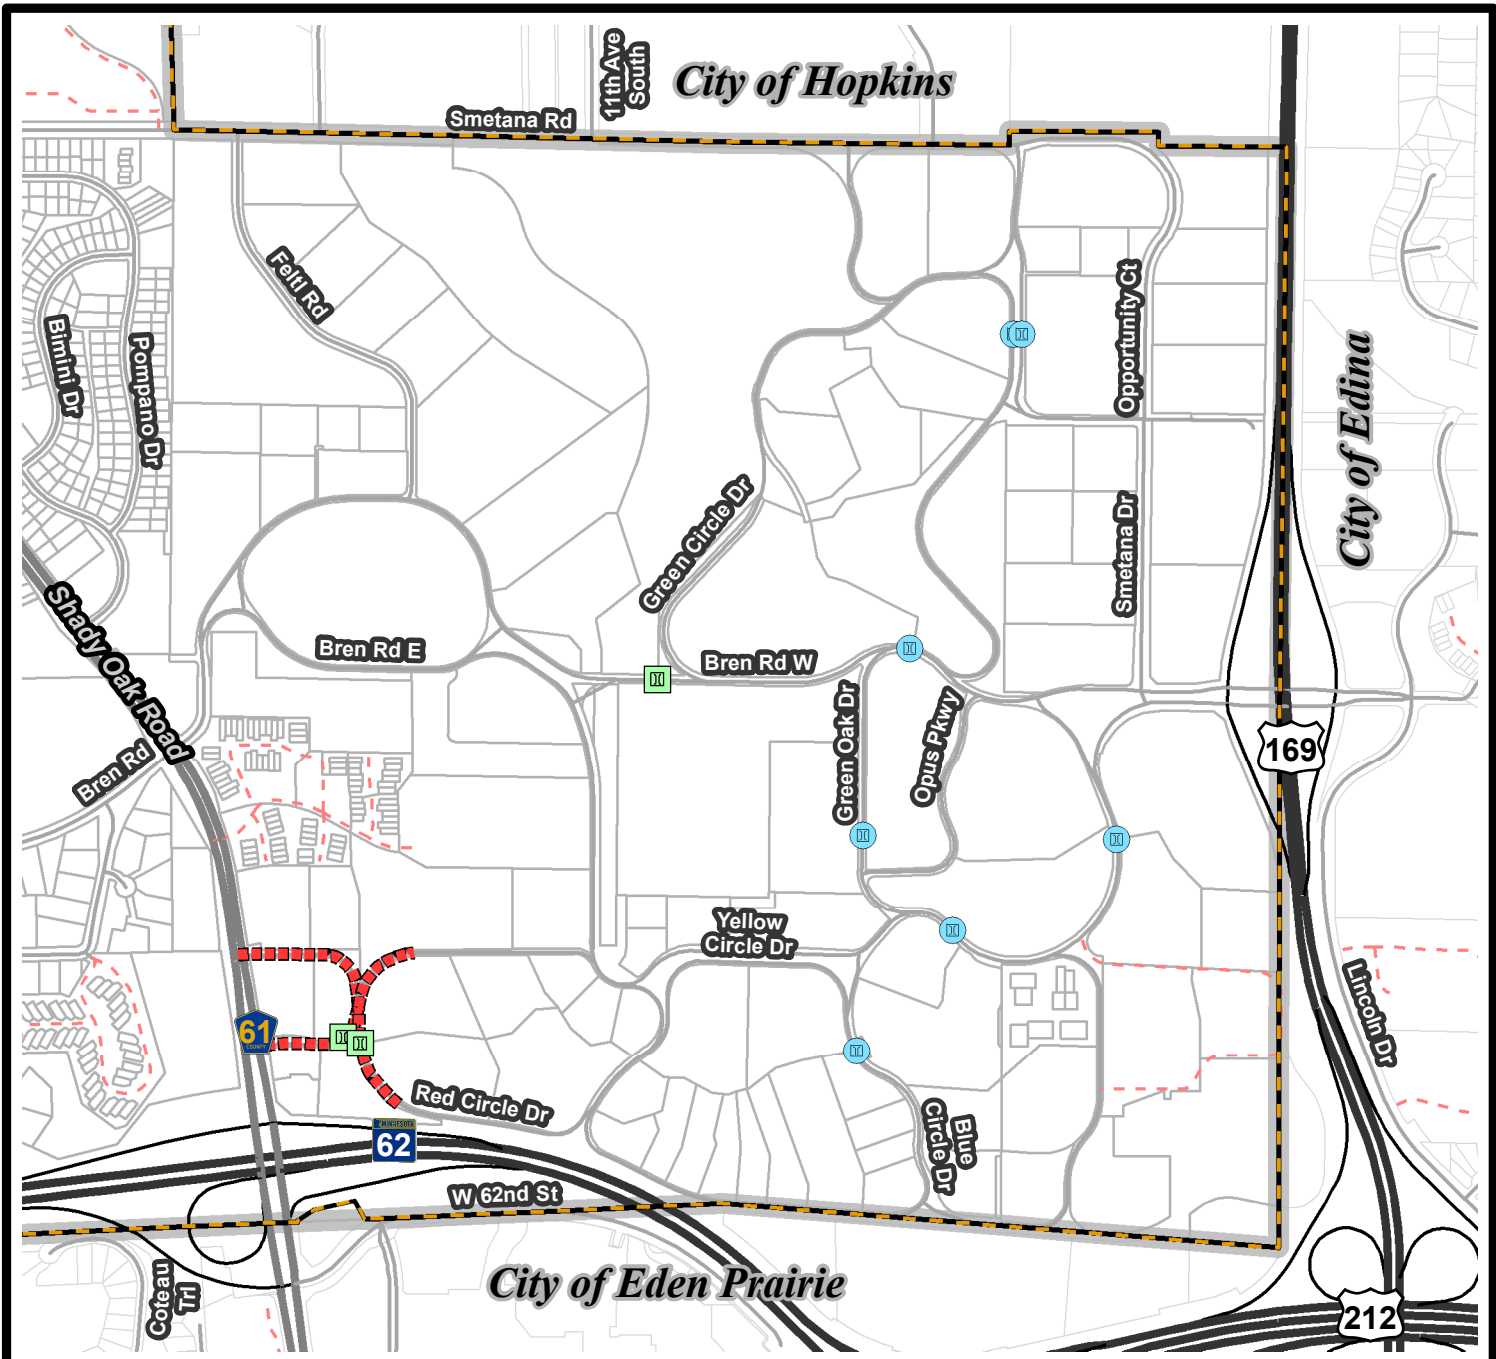 City of Hopkins
11th Ave
South
Smetana Rd
Feltl Rd
Bimini Dr
Pompano Dr
Opportunity Ct
City of Edina
Green Circle Dr
Smetana Dr
Shady Oak Road
Bren Rd E
Bren Rd W
Green Oak Dr
Opus Pkwy
169
Bren Rd
Yellow
Circle Dr
Lincoln Dr
61
COUNTY
Red Circle Dr
MINNESOTA
62
Blue
Circle Dr
W 62nd St
City of Eden Prairie
Coteau
Trl
212